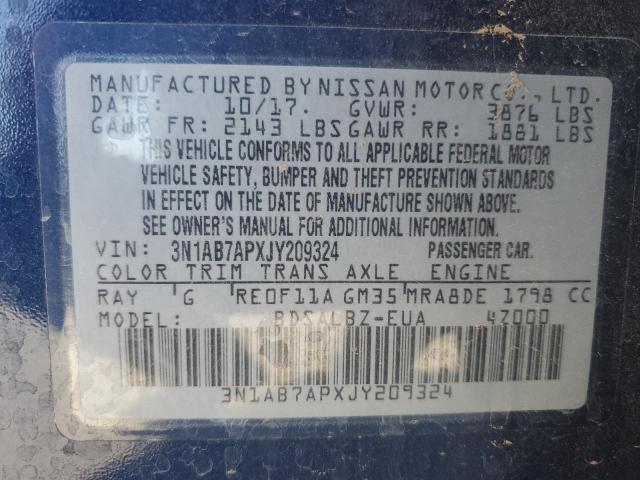 MANUFACTURED BY NISSAN MOTOR CO., LTD.
DATE: 10/17. GVWR: 3876 LBS
GAWR FR: 2143 LBS GAWR RR: 1881 LBS
THIS VEHICLE CONFORMS TO ALL APPLICABLE FEDERAL MOTOR
VEHICLE SAFETY, BUMPER AND THEFT PREVENTION STANDARDS
IN EFFECT ON THE DATE OF MANUFACTURE SHOWN ABOVE.
SEE OWNER'S MANUAL FOR ADDITIONAL INFORMATION.
VIN: 3N1AB7APXJY209324 PASSENGER CAR.
COLOR TRIM TRANS AXLE ENGINE
RAY G RE0F11A GM35 MRA8DE 1798 CC
MODEL: BDSALBZ-EUA 4Z000
3N1AB7APXJY209324